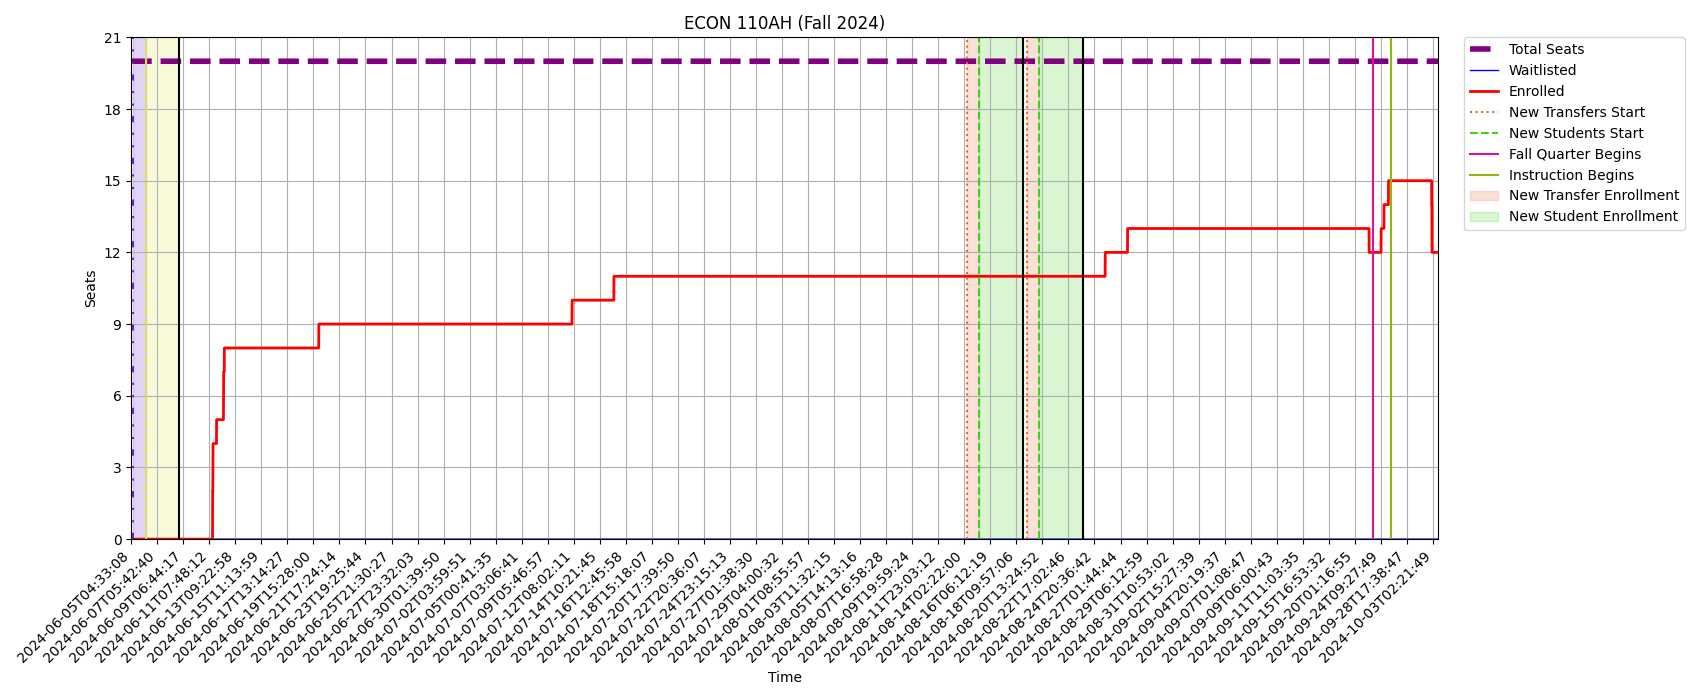 ECON 110AH (Fall 2024)
Seats
21
18
15
12
9
6
3
0
2024-06-05T04:33:08
2024-06-07T05:42:40
2024-06-09T06:44:17
2024-06-11T07:48:12
2024-06-13T09:22:58
2024-06-15T11:13:59
2024-06-17T13:14:27
2024-06-19T15:28:00
2024-06-21T17:24:14
2024-06-23T19:25:44
2024-06-25T21:30:27
2024-06-27T23:32:03
2024-06-30T01:39:50
2024-07-02T03:59:51
2024-07-05T00:41:35
2024-07-07T03:06:41
2024-07-09T05:46:57
2024-07-12T08:02:11
2024-07-14T10:21:45
2024-07-16T12:45:58
2024-07-18T15:18:07
2024-07-20T17:39:50
2024-07-22T20:36:07
2024-07-24T23:15:13
2024-07-27T01:38:30
2024-07-29T04:00:32
2024-08-01T08:55:57
2024-08-03T11:32:15
2024-08-05T14:13:16
2024-08-07T16:58:28
2024-08-09T19:59:24
2024-08-11T23:03:12
2024-08-14T02:22:00
2024-08-16T06:12:19
2024-08-18T09:57:06
2024-08-20T13:24:52
2024-08-22T17:02:46
2024-08-24T20:36:42
2024-08-27T01:44:44
2024-08-29T06:12:59
2024-08-31T10:53:02
2024-09-02T15:27:39
2024-09-04T20:19:37
2024-09-07T01:08:47
2024-09-09T06:00:43
2024-09-11T11:03:35
2024-09-15T16:53:32
2024-09-20T01:16:55
2024-09-24T09:27:49
2024-09-28T17:38:47
2024-10-03T02:21:49
Time
Total Seats
Waitlisted
Enrolled
New Transfers Start
New Students Start
Fall Quarter Begins
Instruction Begins
New Transfer Enrollment
New Student Enrollment